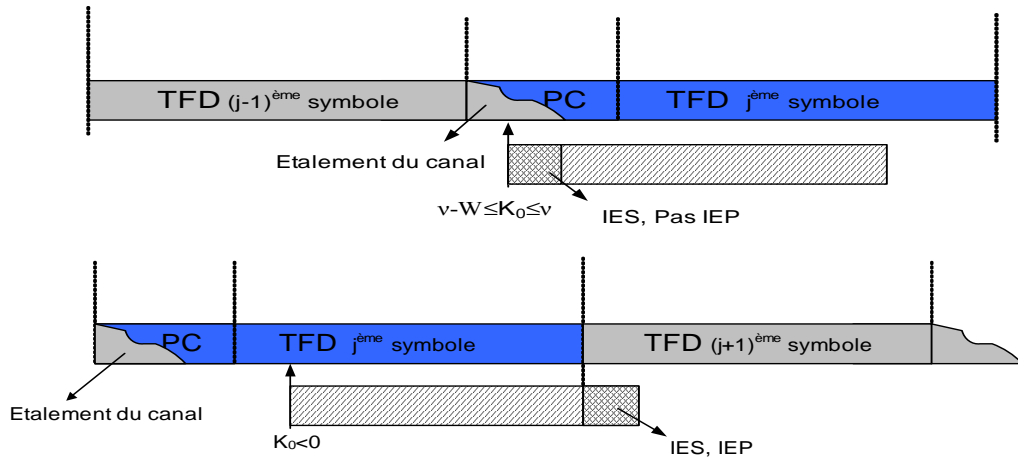 TFD (j-1)ème symbole PC TFD jème symbole
Etalement du canal
ν-W≤K0≤ν
IES, Pas IEP
PC TFD jème symbole TFD (j+1)ème symbole
Etalement du canal
K0<0
IES, IEP